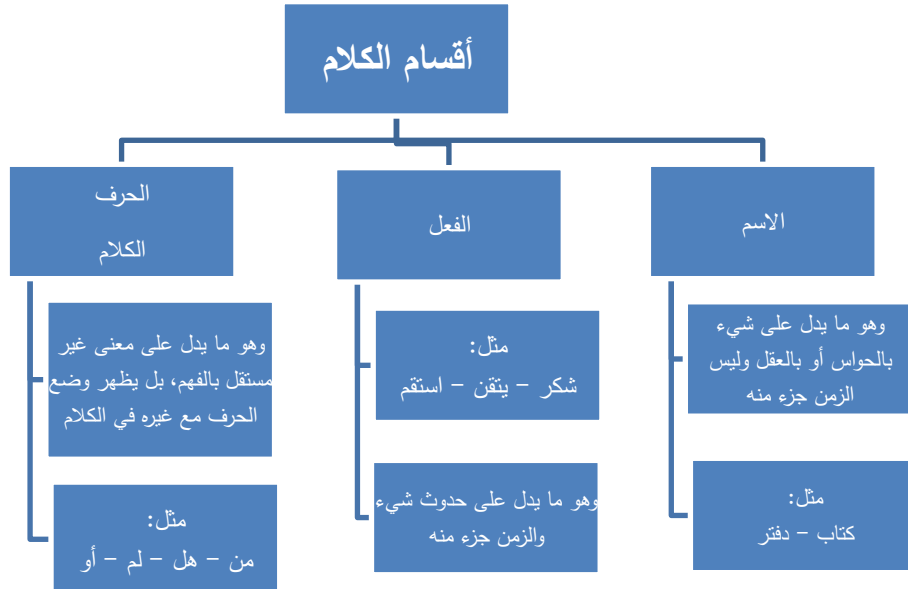 أقسام الكلام
الاسم
وهو ما يدل على شيء
بالحواس أو بالعقل وليس
الزمن جزء منه
مثل:
كتاب – دفتر
الفعل
مثل:
شكر – يتقن – استقم
وهو ما يدل على حدوث شيء
والزمن جزء منه
الحرف
الكلام
وهو ما يدل على معنى غير
مستقل بالفهم، بل يظهر وضع
الحرف مع غيره في الكلام
مثل:
من – هل – لم – أو